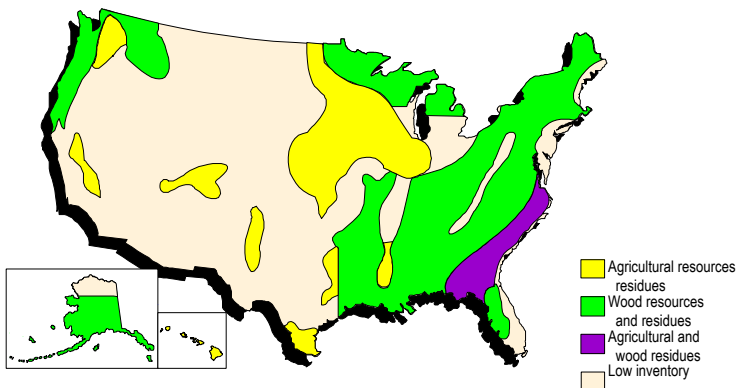 Agricultural resources
residues
Wood resources
and residues
Agricultural and
wood residues
Low inventory